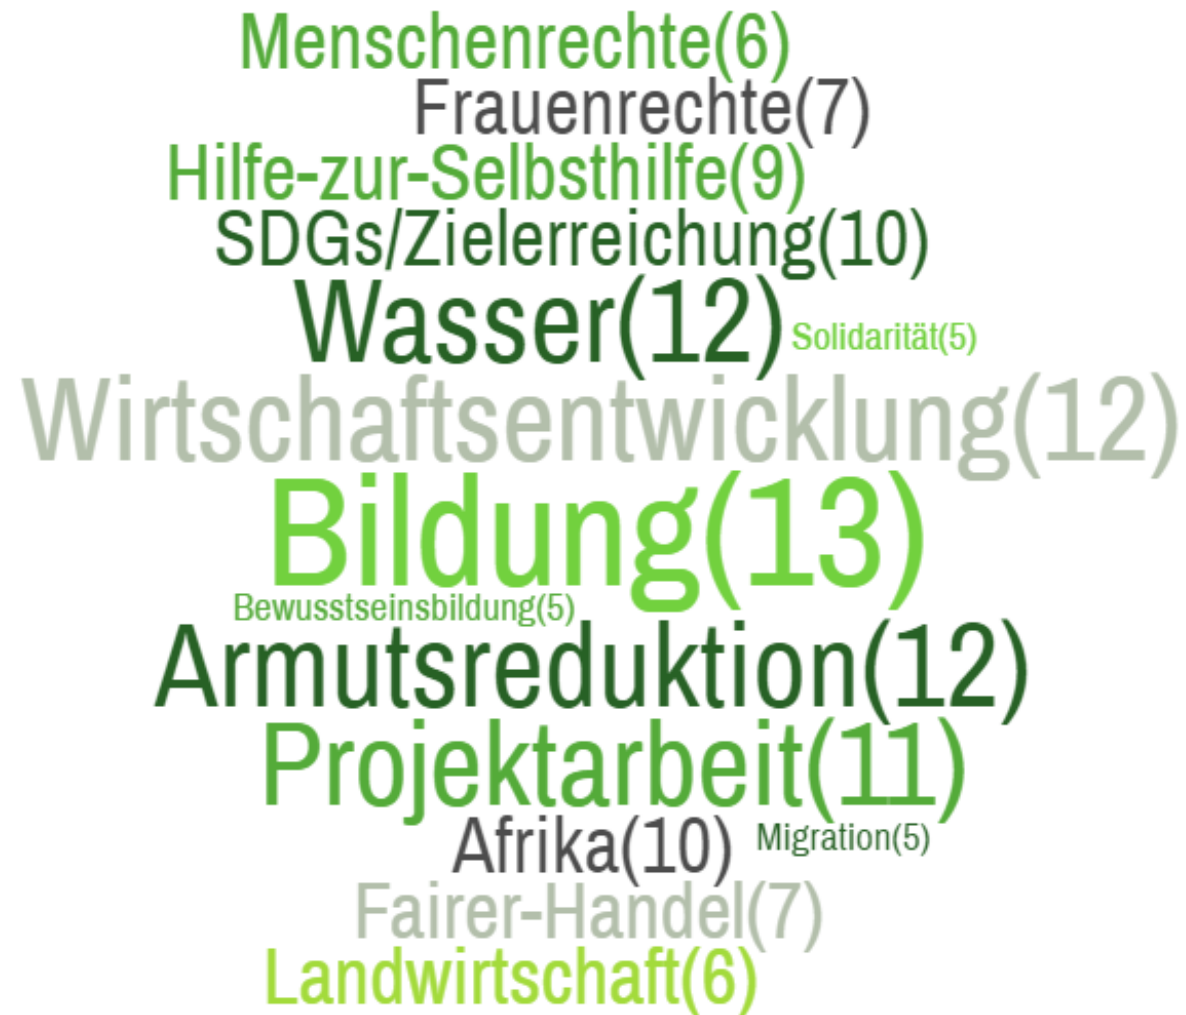 Menschenrechte(6)
Frauenrechte(7)
Hilfe-zur-Selbsthilfe(9)
SDGs/Zielerreichung(10)
Wasser(12)
Solidarität(5)
Wirtschaftsentwicklung(12)
Bildung(13)
Bewusstseinsbildung(5)
Armutsreduktion(12)
Projektarbeit(11)
Afrika(10)
Migration(5)
Fairer-Handel(7)
Landwirtschaft(6)